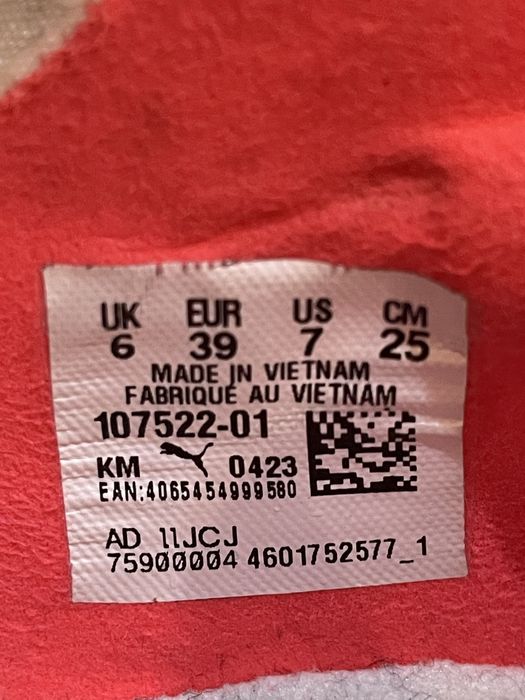 UK EUR US CM
6 39 7 25
MADE IN VIETNAM
FABRIQUÉ AU VIETNAM
107522-01
KM 0423
EAN:4065454999580
AD 11JCJ
75900004 4601752577_1